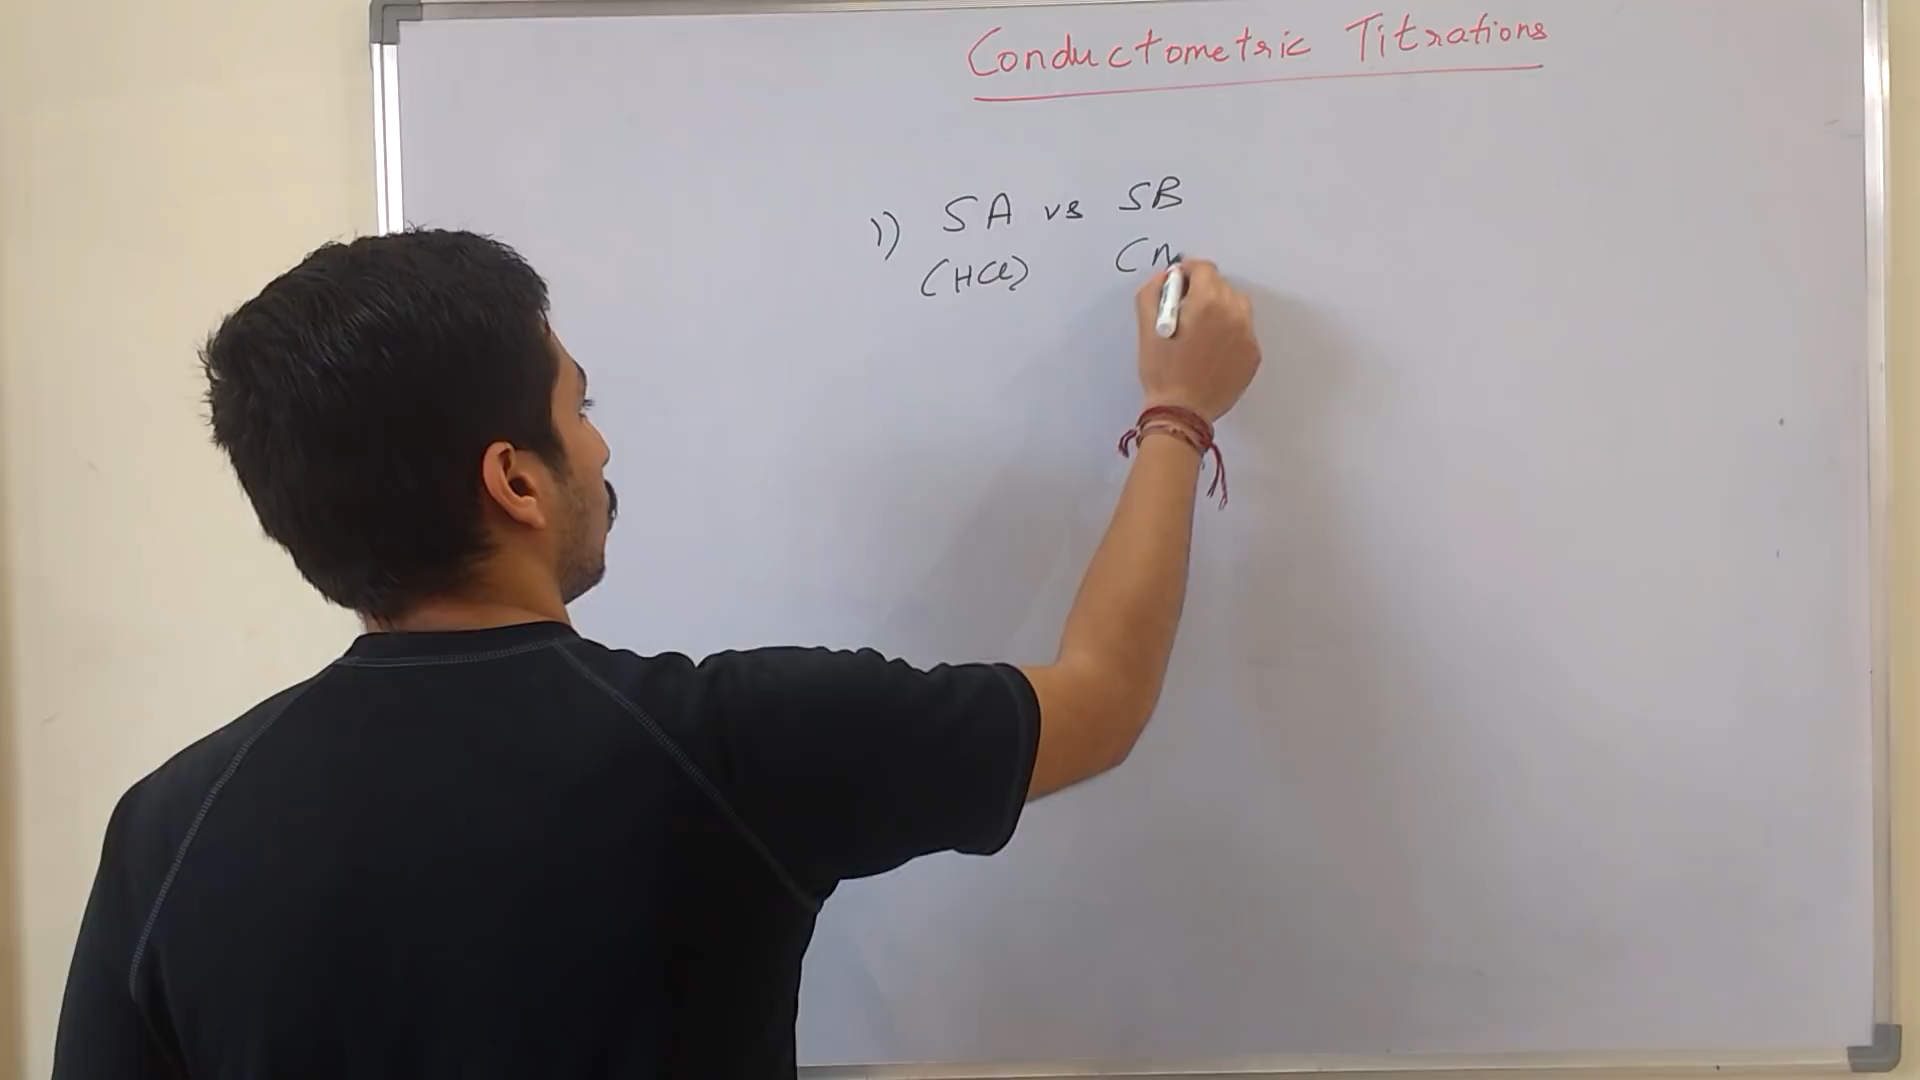 Conductometric Titrations
1) SA vs SB
(HCl) (N